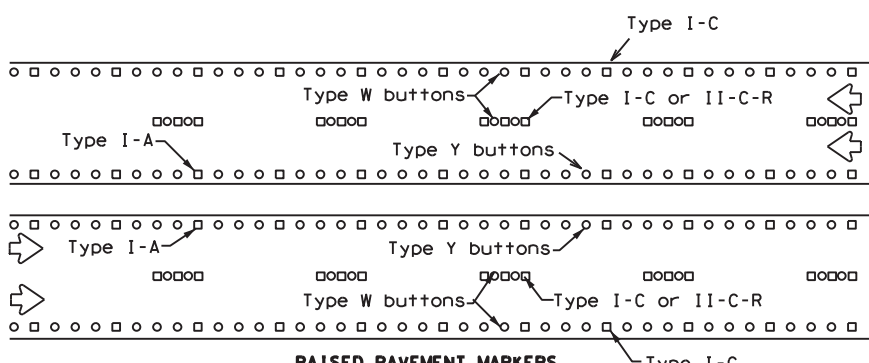 Type I-C
Type W buttons
Type I-C or II-C-R
Type I-A
Type Y buttons
Type I-A
Type Y buttons
Type W buttons
Type I-C or II-C-R
RAISED PAVEMENT MARKERS
Type I-C